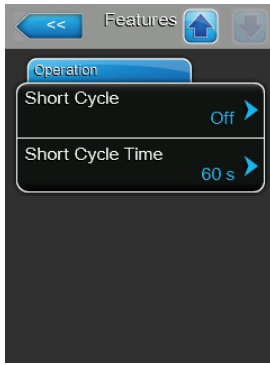 << Features
Operation
Short Cycle
Off
Short Cycle Time
60 s